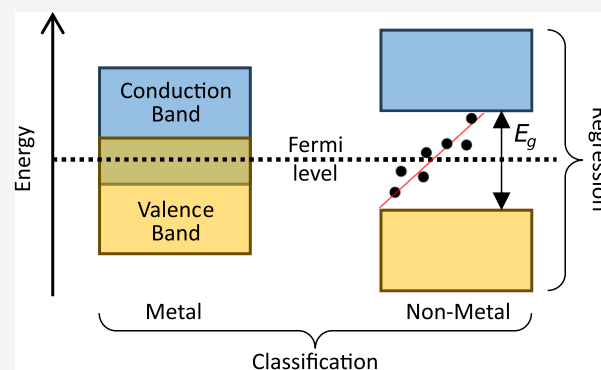 Energy
Conduction
Band
Valence
Band
Fermi
level
E_g
Regression
Metal
Non-Metal
Classification